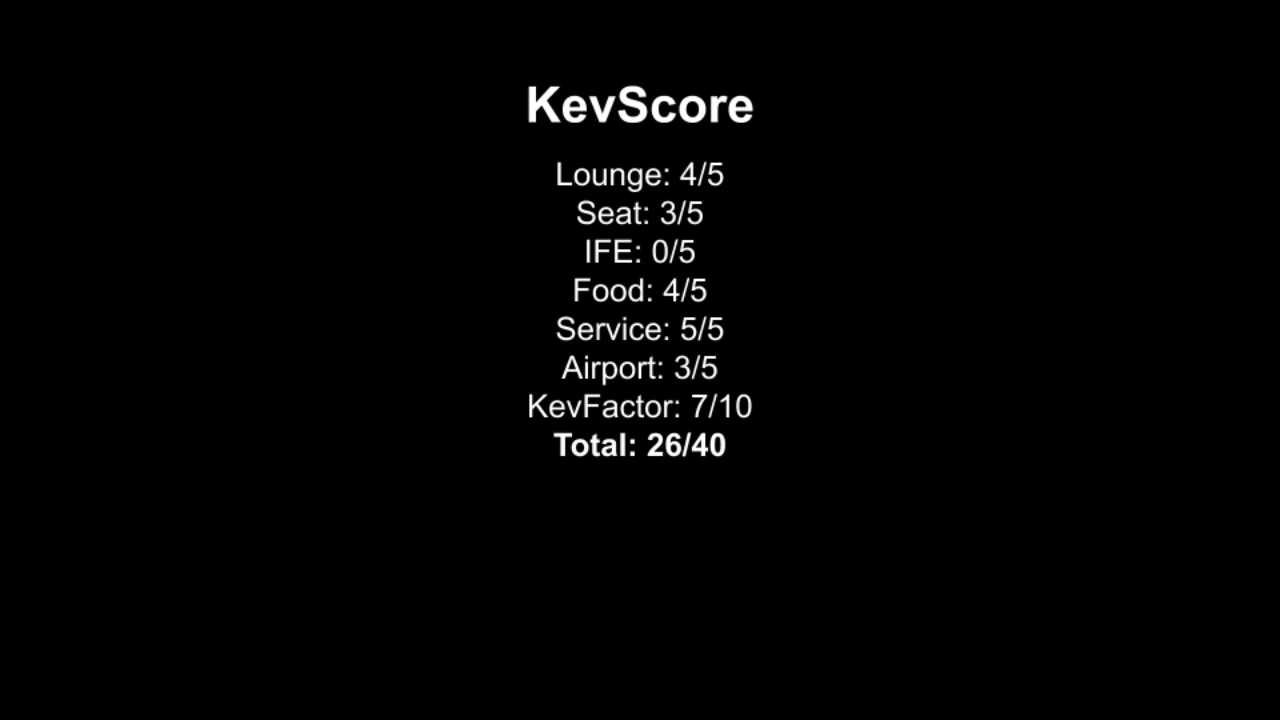 KevScore
Lounge: 4/5
Seat: 3/5
IFE: 0/5
Food: 4/5
Service: 5/5
Airport: 3/5
KevFactor: 7/10
Total: 26/40